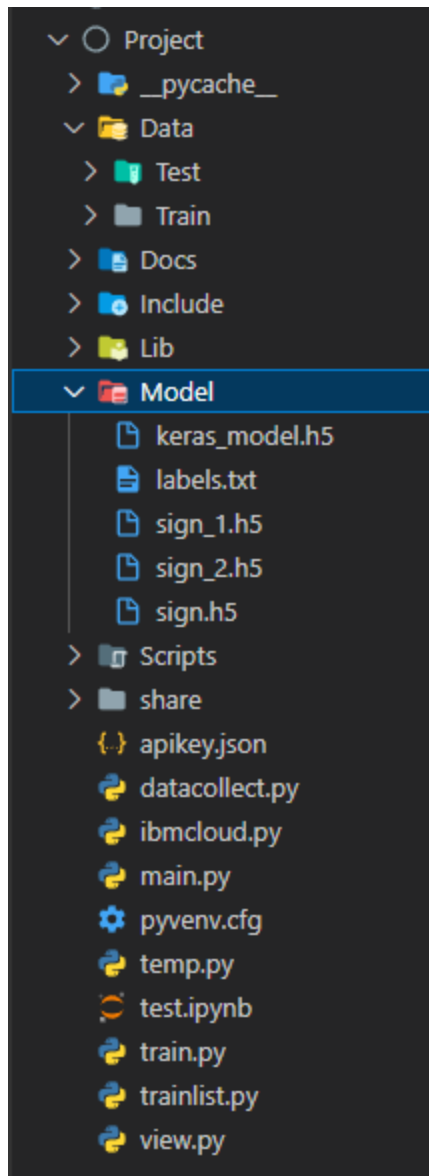 Project
__pycache__
Data
Test
Train
Docs
Include
Lib
Model
keras_model.h5
labels.txt
sign_1.h5
sign_2.h5
sign.h5
Scripts
share
apikey.json
datacollect.py
ibmcloud.py
main.py
pyvenv.cfg
temp.py
test.ipynb
train.py
trainlist.py
view.py